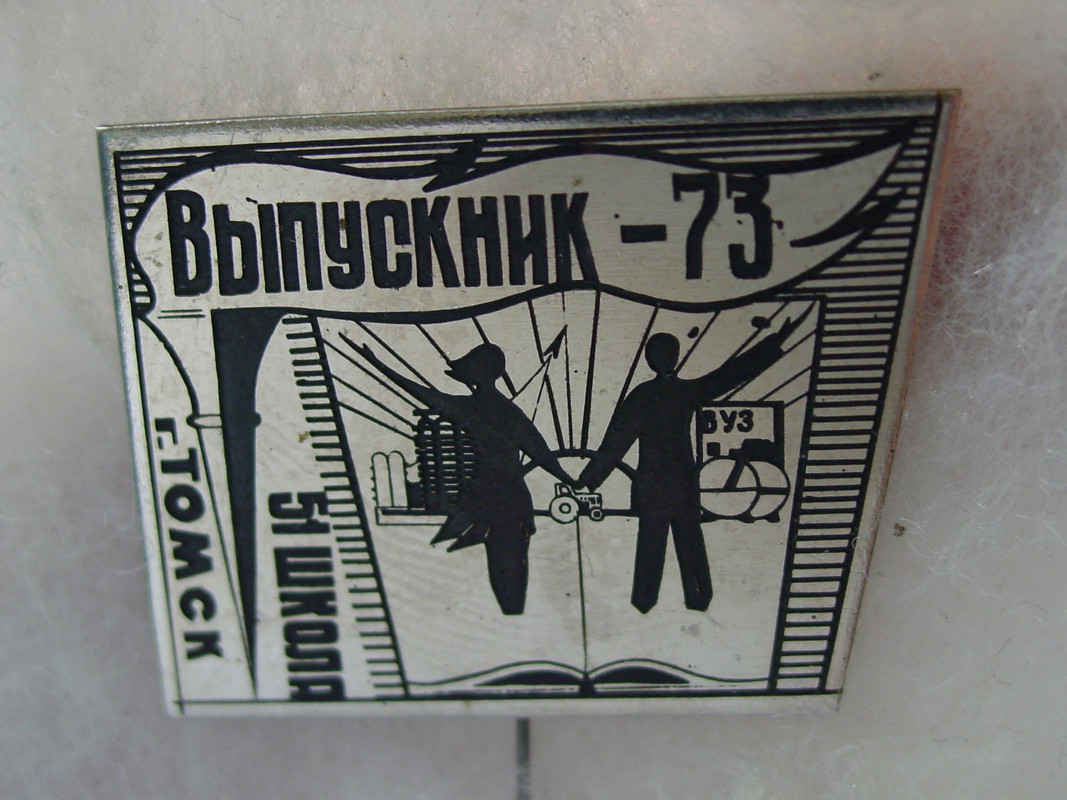 Выпускник -73
г. Томск
51 школа
ВУЗ